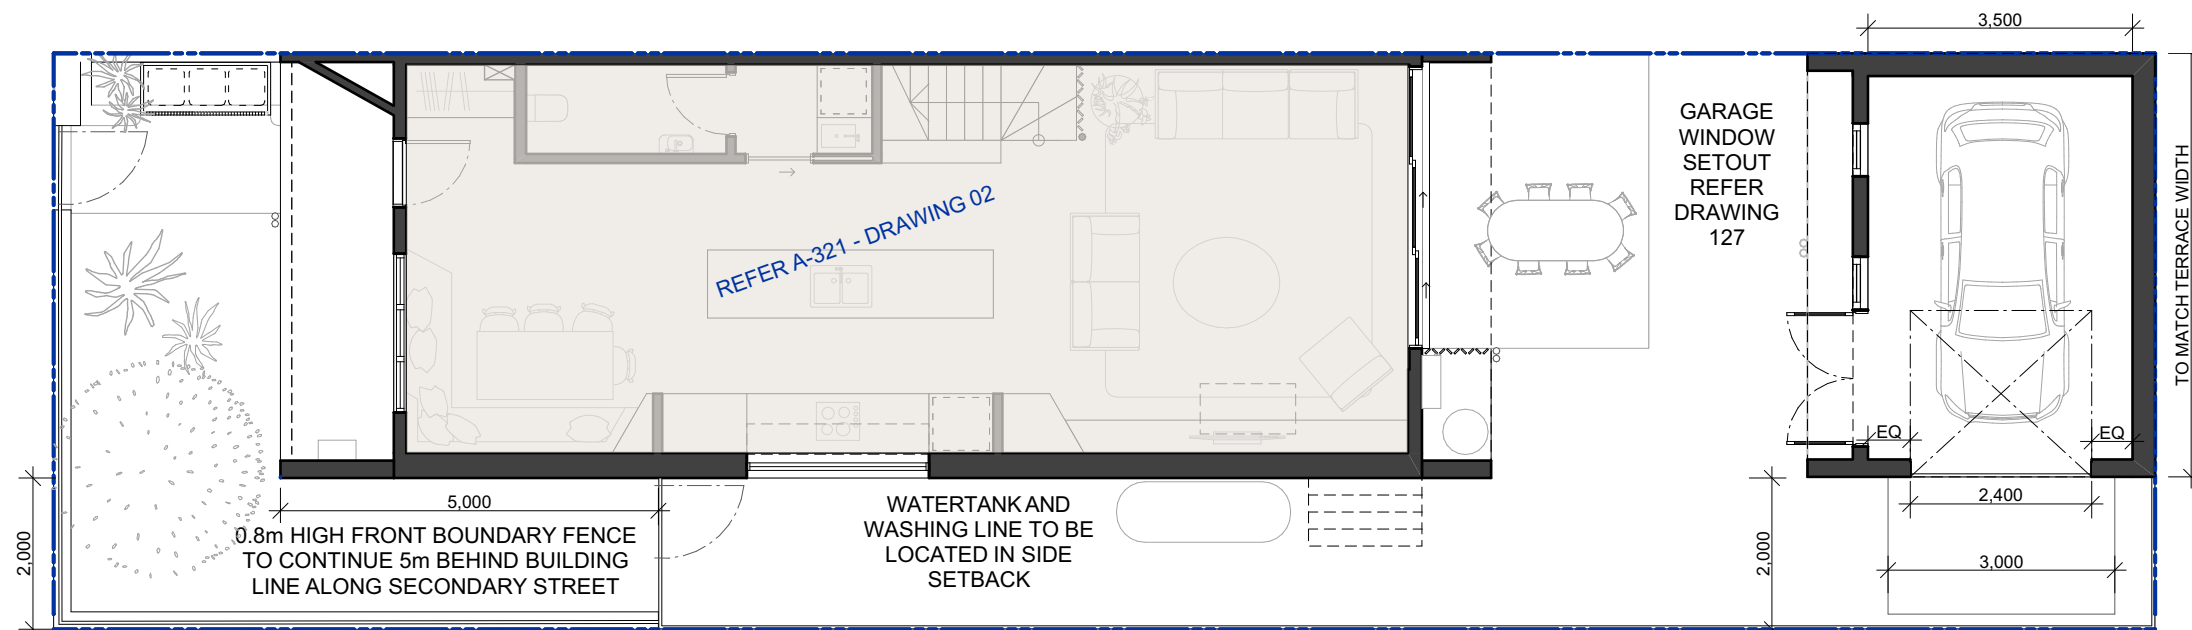 3,500
GARAGE
WINDOW
SETOUT
REFER
DRAWING
127
TO MATCH TERRACE WIDTH
REFER A-321 - DRAWING 02
EQ
EQ
5,000
2,400
0.8m HIGH FRONT BOUNDARY FENCE
TO CONTINUE 5m BEHIND BUILDING
LINE ALONG SECONDARY STREET
WATERTANK AND
WASHING LINE TO BE
LOCATED IN SIDE
SETBACK
2,000
2,000
3,000